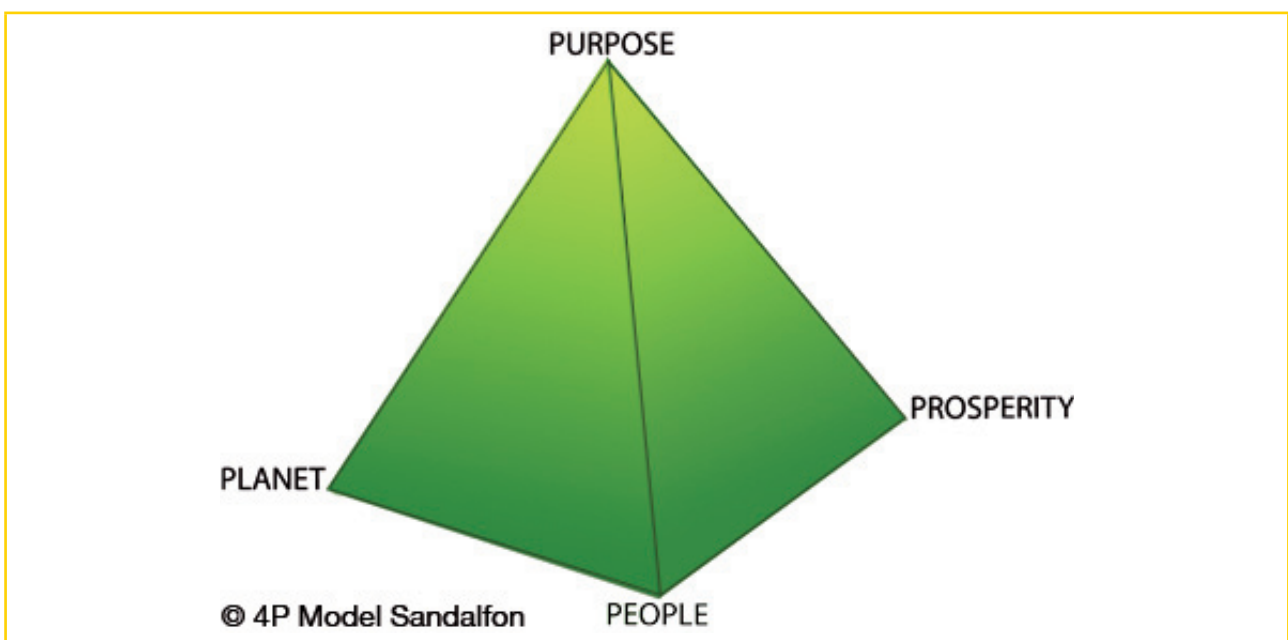 PURPOSE
PROSPERITY
PLANET
PEOPLE
© 4P Model Sandalfon